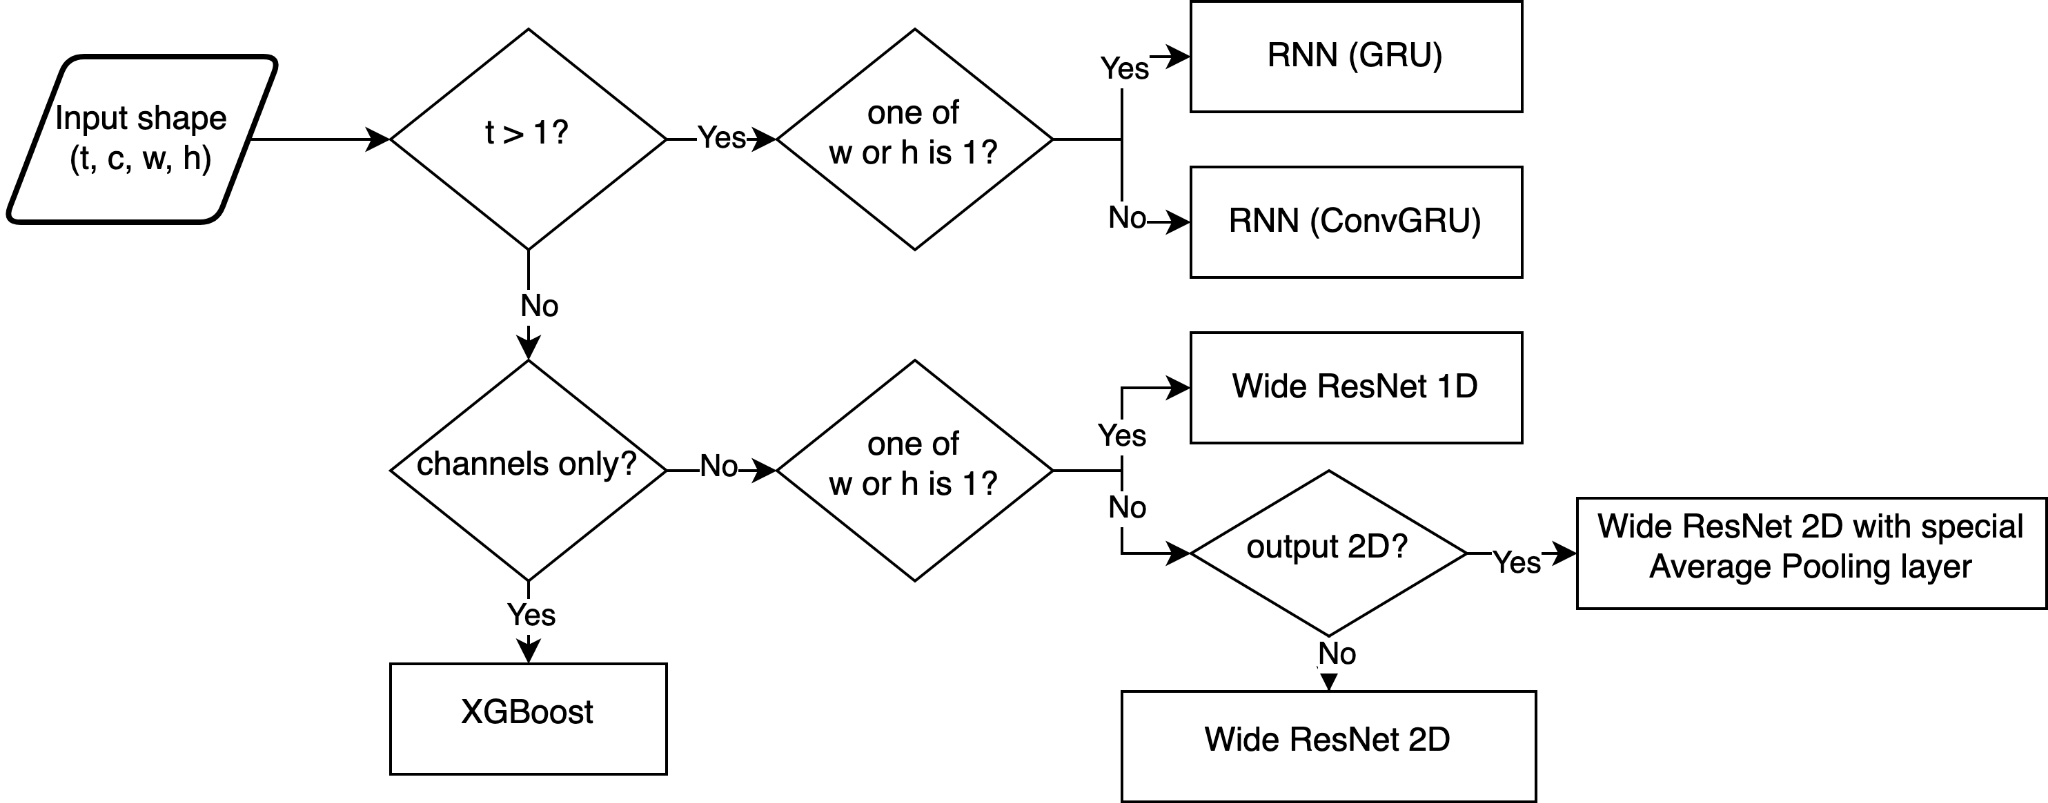 Input shape
(t, c, w, h)
t > 1?
Yes
one of
w or h is 1?
Yes
RNN (GRU)
No
RNN (ConvGRU)
No
channels only?
No
one of
w or h is 1?
Yes
Wide ResNet 1D
No
output 2D?
Yes
Wide ResNet 2D with special
Average Pooling layer
Yes
XGBoost
No
Wide ResNet 2D